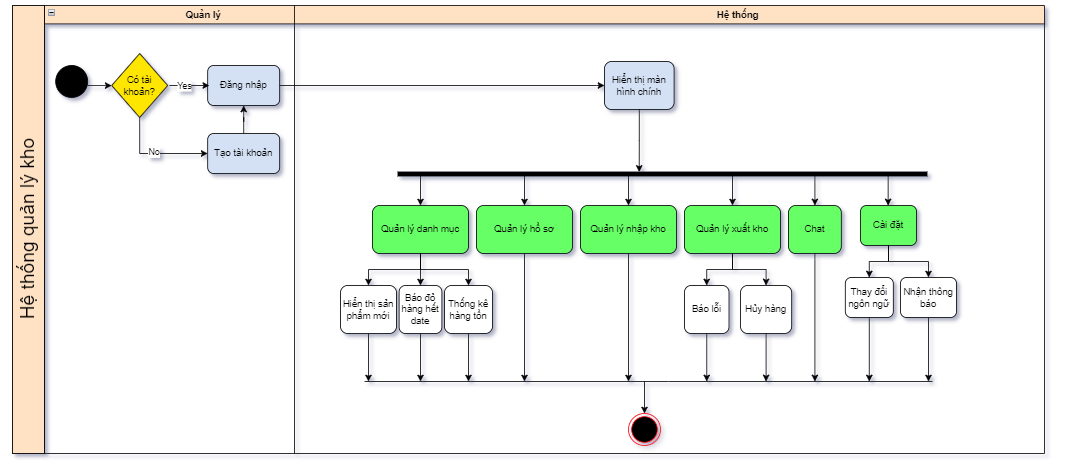 Hệ thống quản lý kho
Quản lý
Hệ thống
Có tài
khoản?
Yes
Đăng nhập
No
Tạo tài khoản
Hiển thị màn
hình chính
Quản lý danh mục
Quản lý hồ sơ
Quản lý nhập kho
Quản lý xuất kho
Chat
Cài đặt
Hiển thị sản
phẩm mới
Báo đô
hàng hết
date
Thống kê
hàng tồn
Báo lỗi
Hủy hàng
Thay đổi
ngôn ngữ
Nhận thông
báo